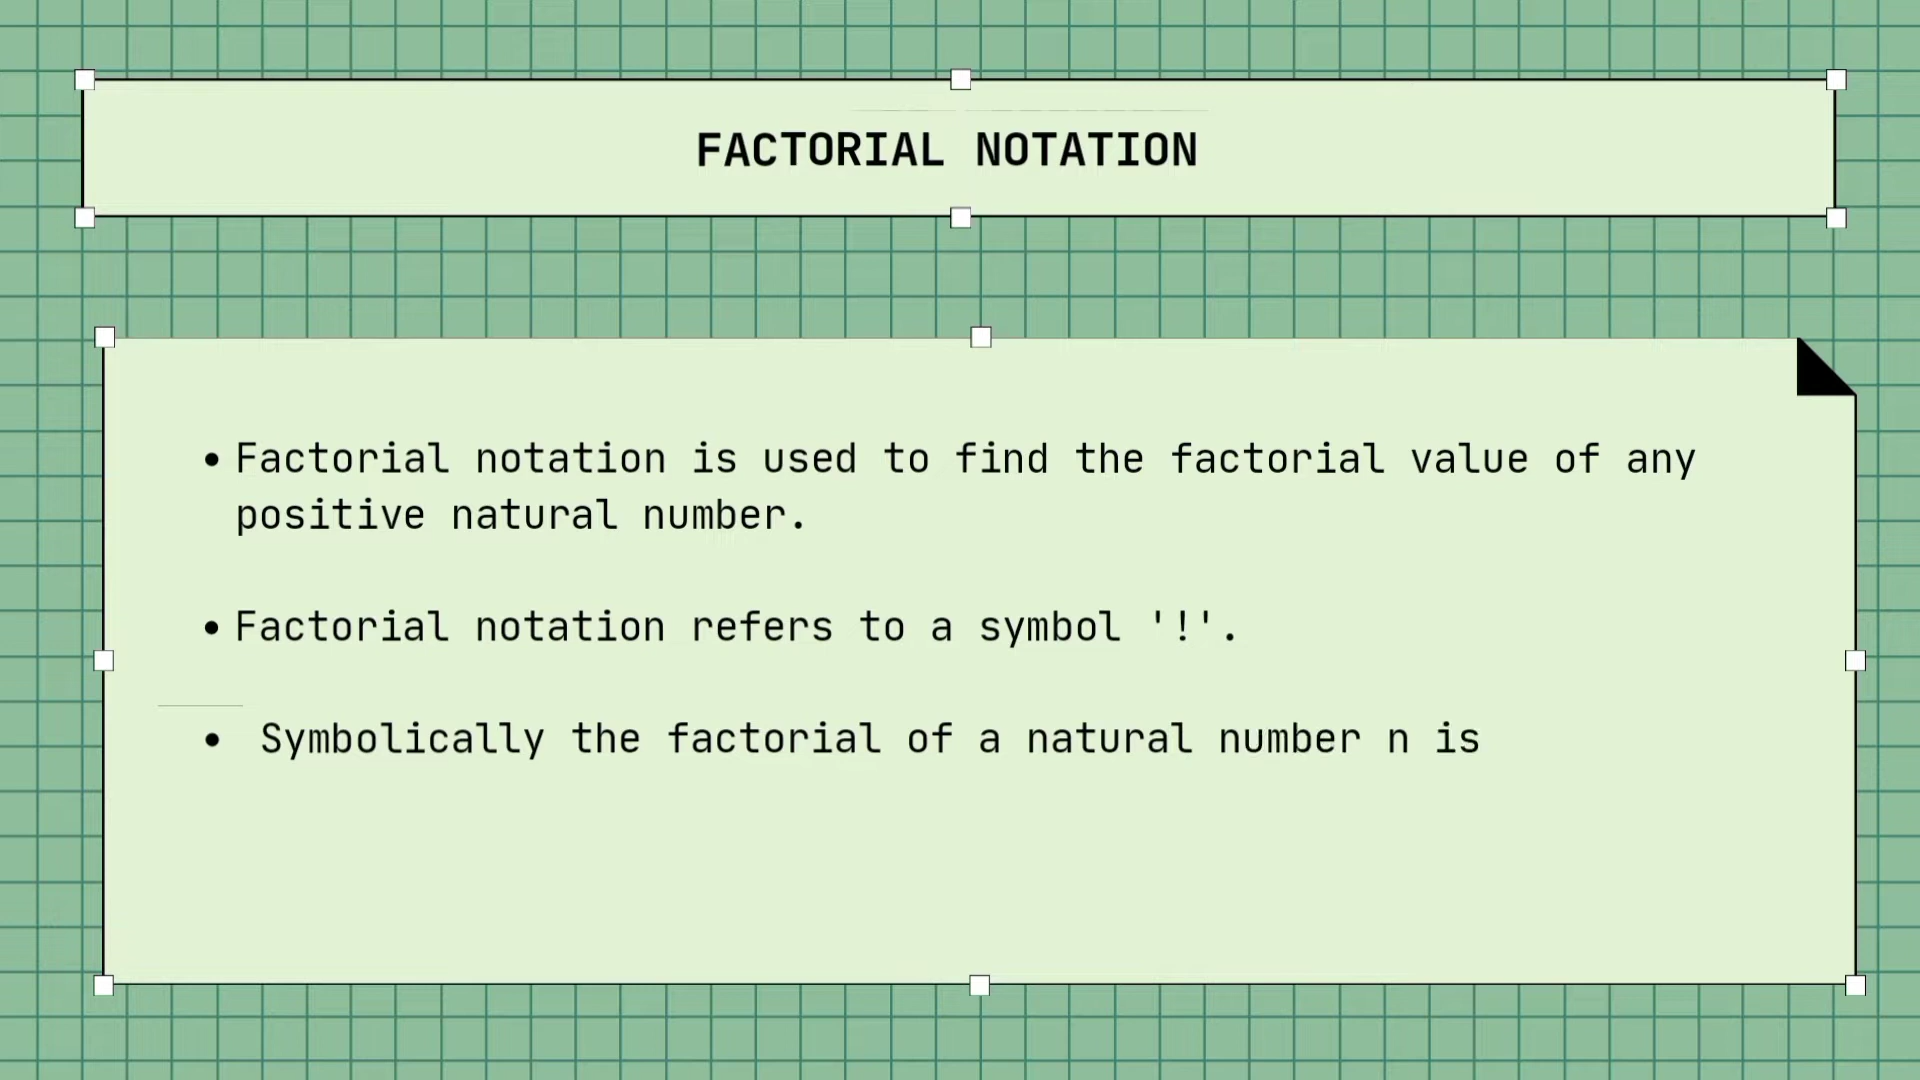 FACTORIAL NOTATION
• Factorial notation is used to find the factorial value of any
positive natural number.
• Factorial notation refers to a symbol '!'.
• Symbolically the factorial of a natural number n is